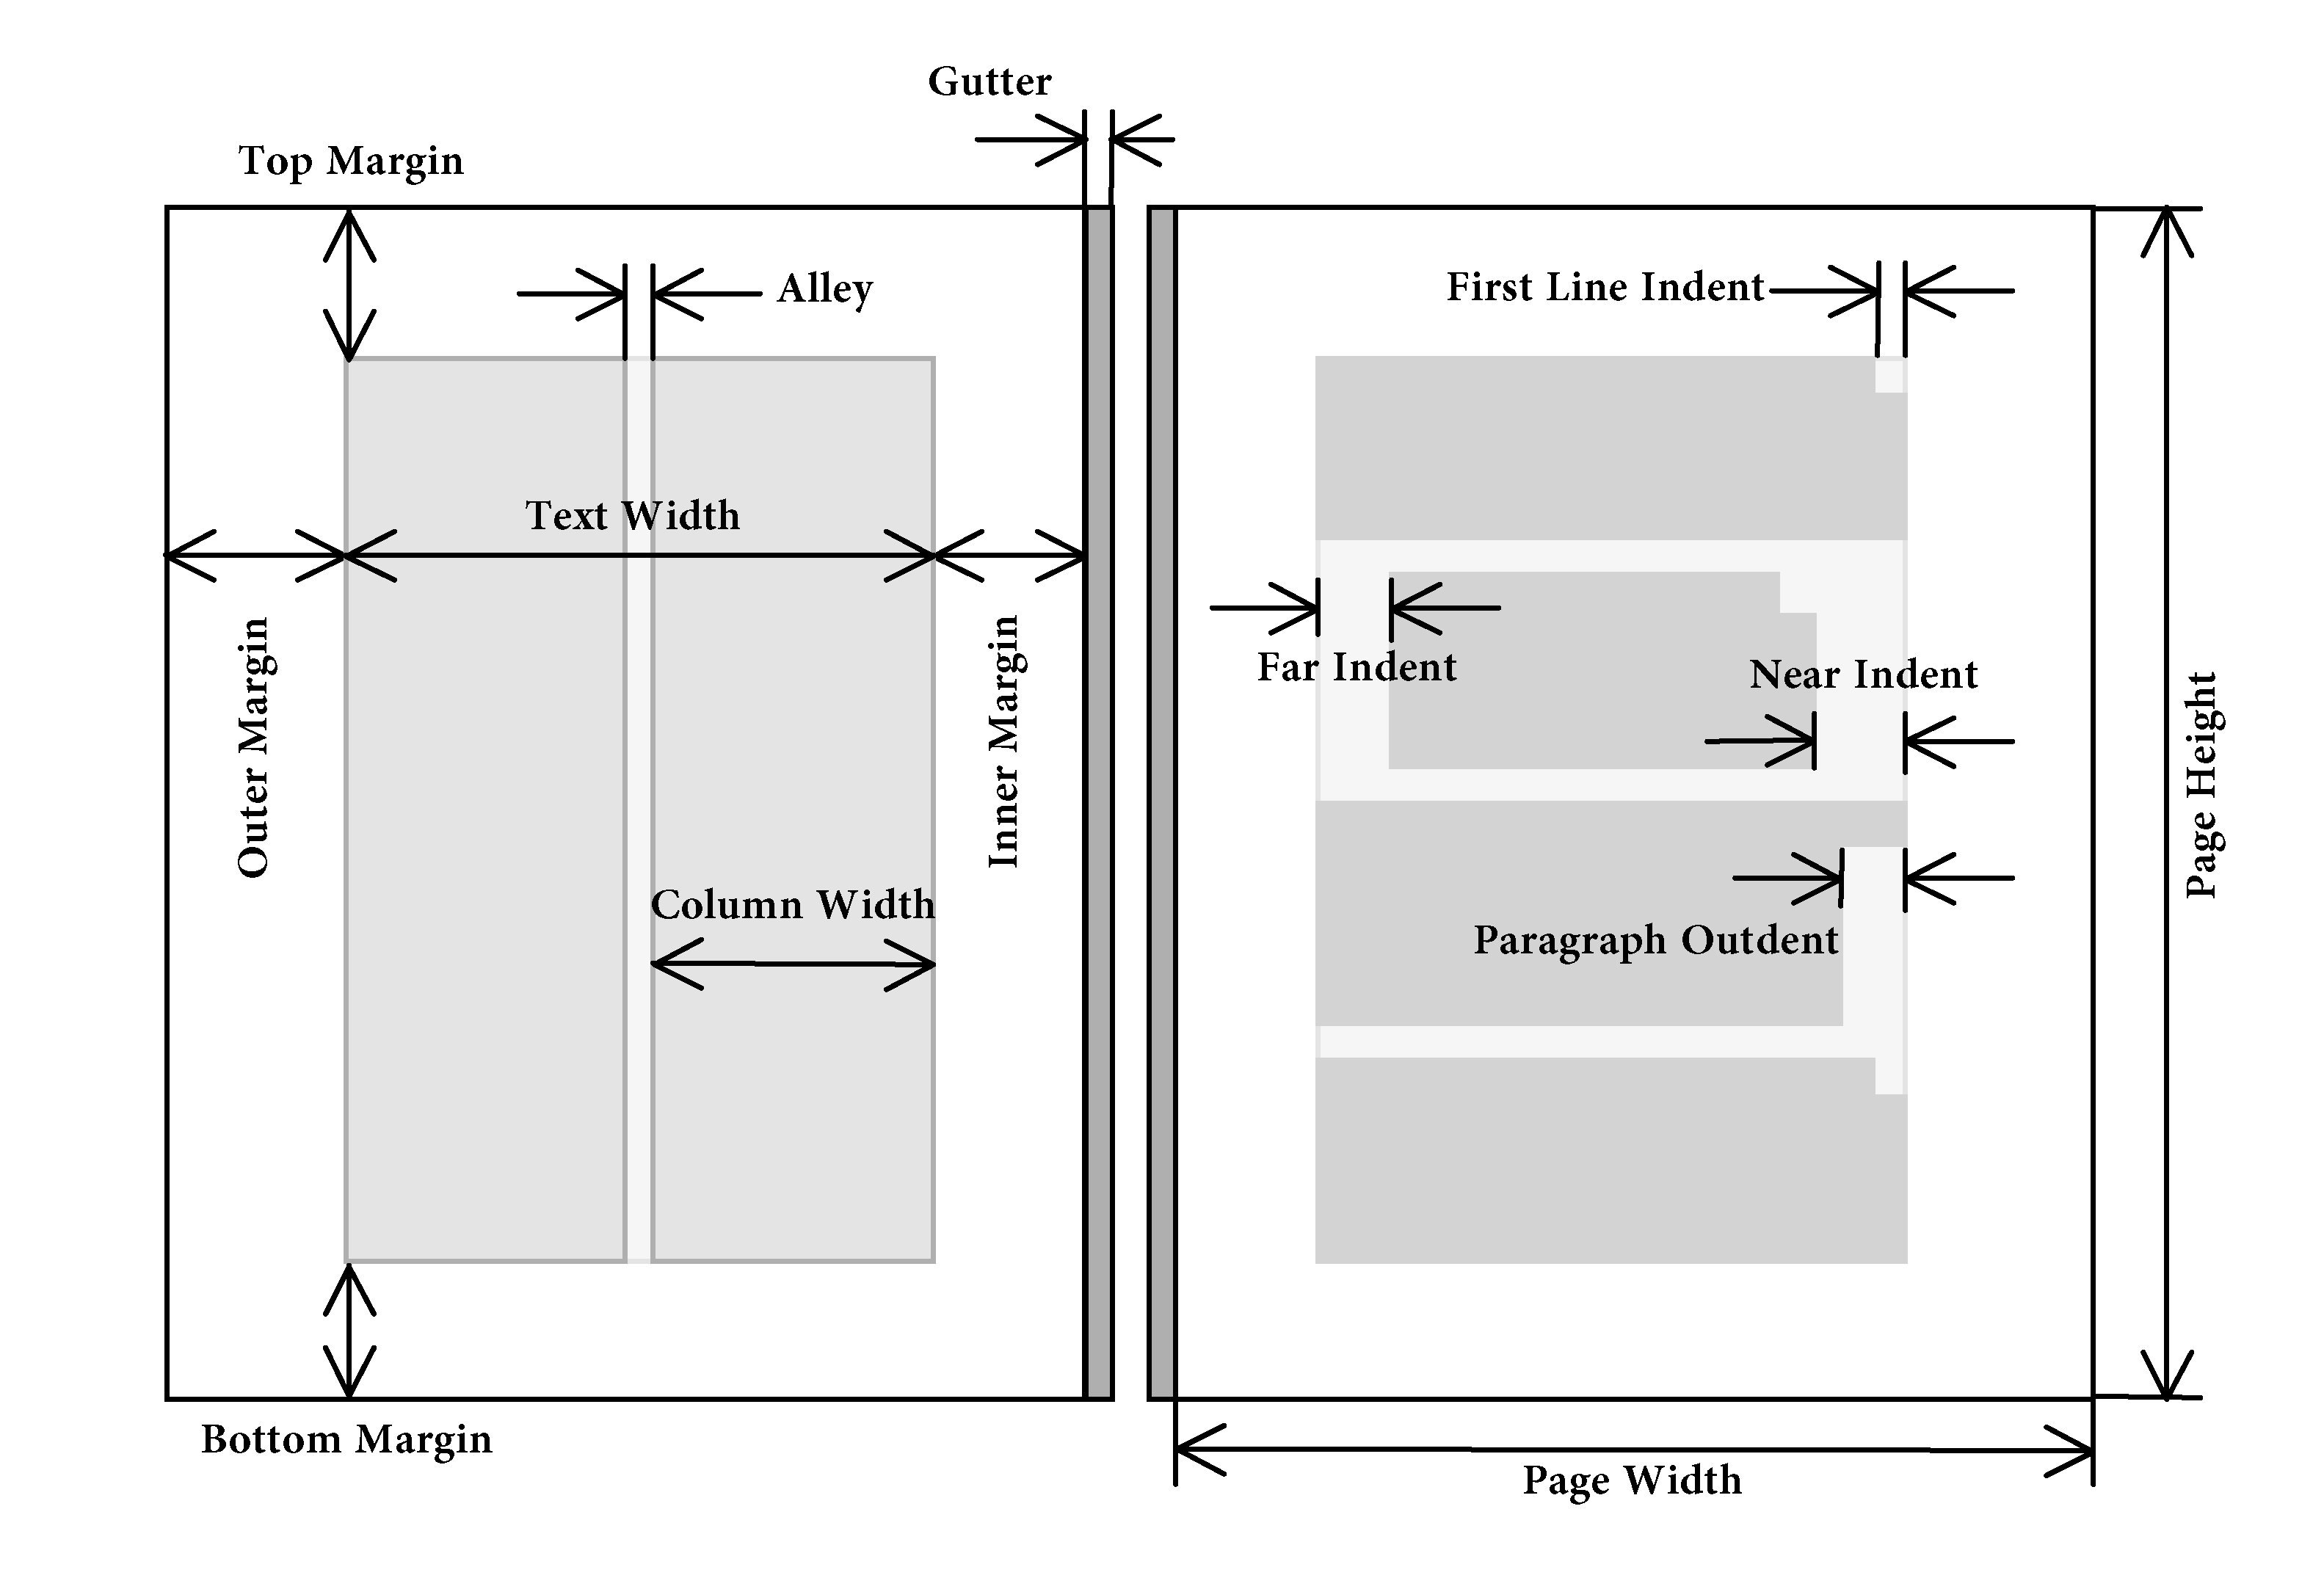 Gutter
Top Margin
Alley
First Line Indent
Text Width
Outer Margin
Inner Margin
Far Indent
Near Indent
Page Height
Column Width
Paragraph Outdent
Bottom Margin
Page Width